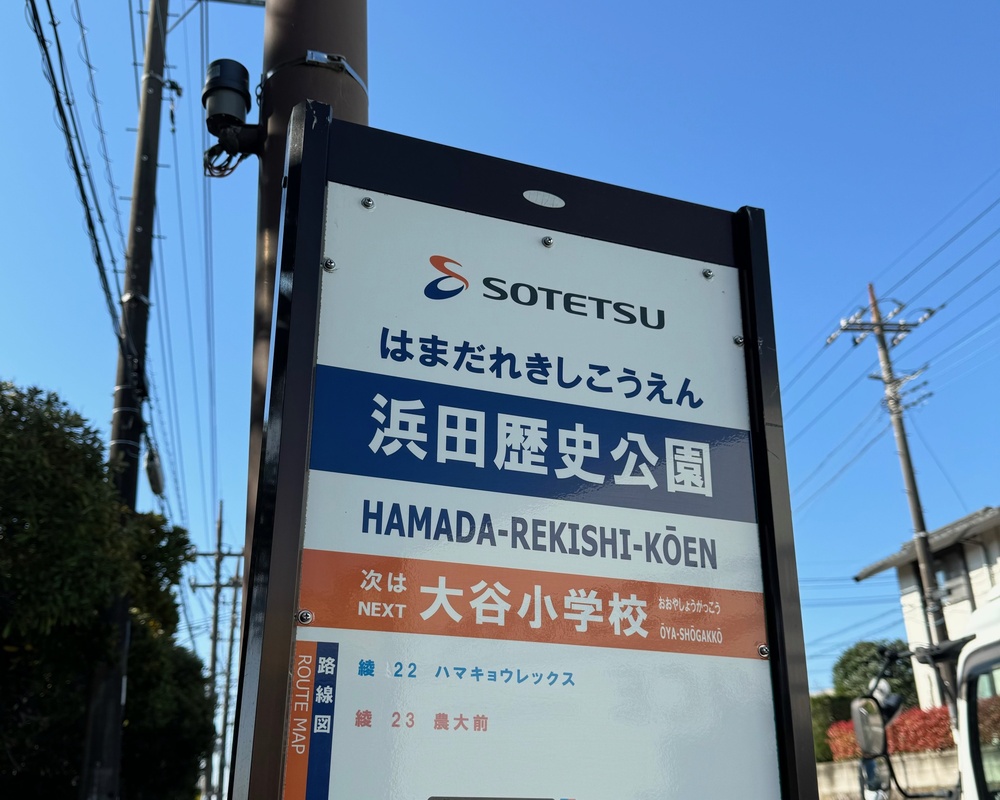 SOTETSU
はまだれきしこうえん
浜田歴史公園
HAMADA-REKISHI-KŌEN
次は 大谷小学校 おおやしょうがっこう
NEXT ŌYA-SHŌGAKKŌ
路線図
ROUTE MAP
綾 22 ハマキョウレックス
綾 23 農大前